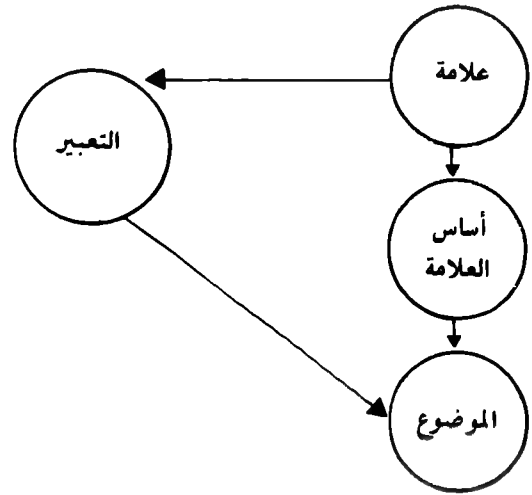 علامة
التعبير
أساس
العلامة
الموضوع